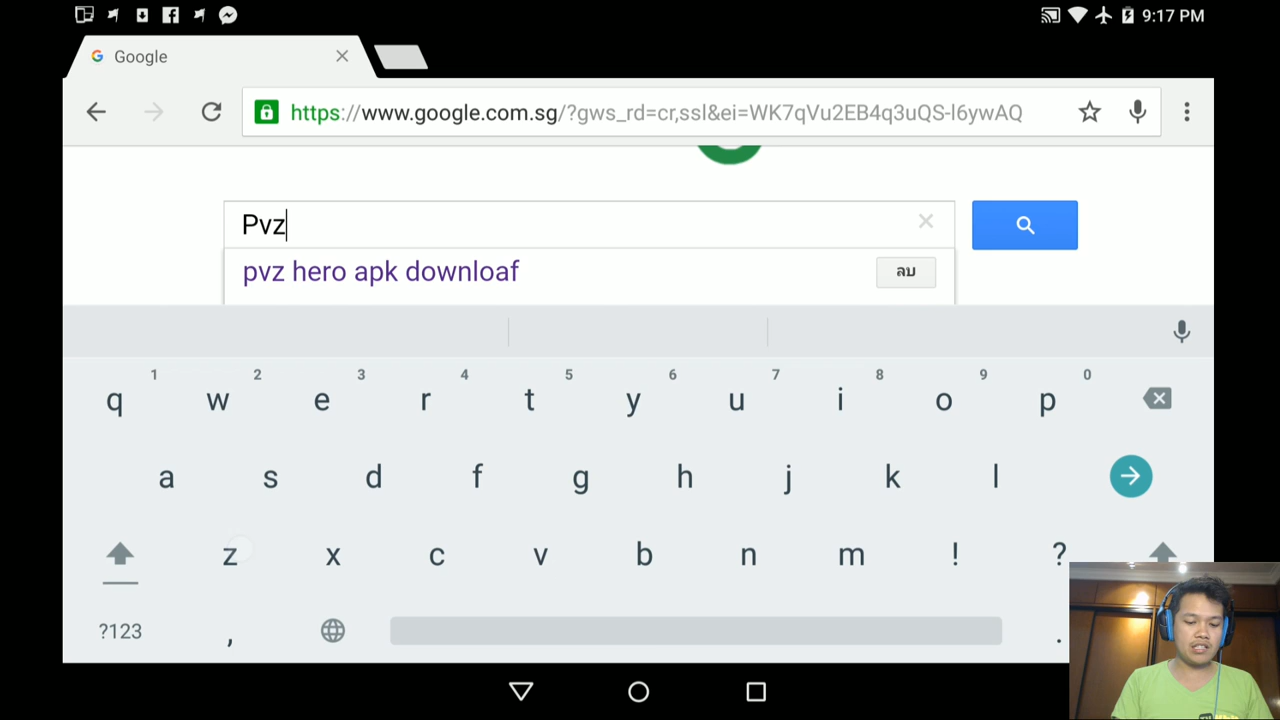 9:17 PM
Google
https://www.google.com.sg/?gws_rd=cr,ssl&ei=WK7qVu2EB4q3uQS-l6ywAQ
Pvz
pvz hero apk downloaf
ลบ
1 2 3 4 5 6 7 8 9 0
q w e r t y u i o p
a s d f g h j k l
z x c v b n m ! ?
?123 , .